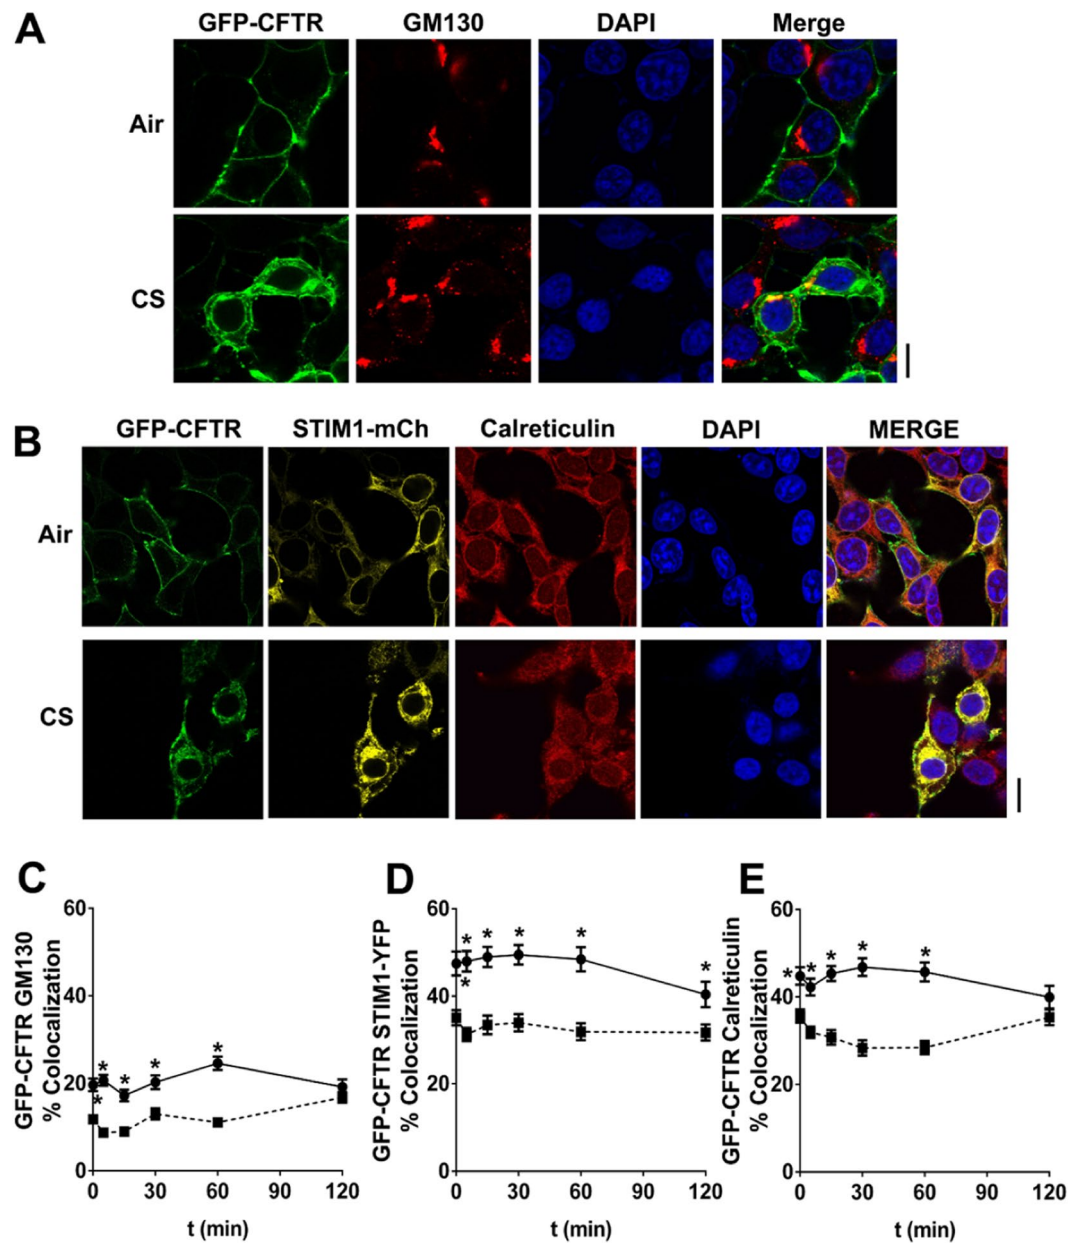 A
GFP-CFTR GM130 DAPI Merge
Air
CS
B
GFP-CFTR STIM1-mCh Calreticulin DAPI MERGE
Air
CS
C
GFP-CFTR GM130
% Colocalization
60
40
20
0
*
*
*
*
*
0 30 60 90 120
t (min)
D
GFP-CFTR STIM1-YFP
% Colocalization
60
40
20
0
*
*
*
*
*
*
0 30 60 90 120
t (min)
E
GFP-CFTR Calreticulin
% Colocalization
60
40
20
0
*
*
*
*
*
0 30 60 90 120
t (min)